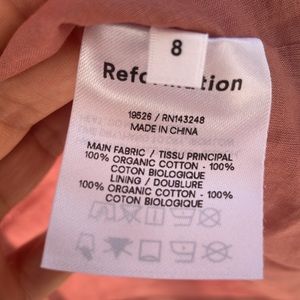 8
Reformation
19526 / RN143248
MADE IN CHINA
MAIN FABRIC / TISSU PRINCIPAL
100% ORGANIC COTTON - 100%
COTON BIOLOGIQUE
LINING / DOUBLURE
100% ORGANIC COTTON - 100%
COTON BIOLOGIQUE